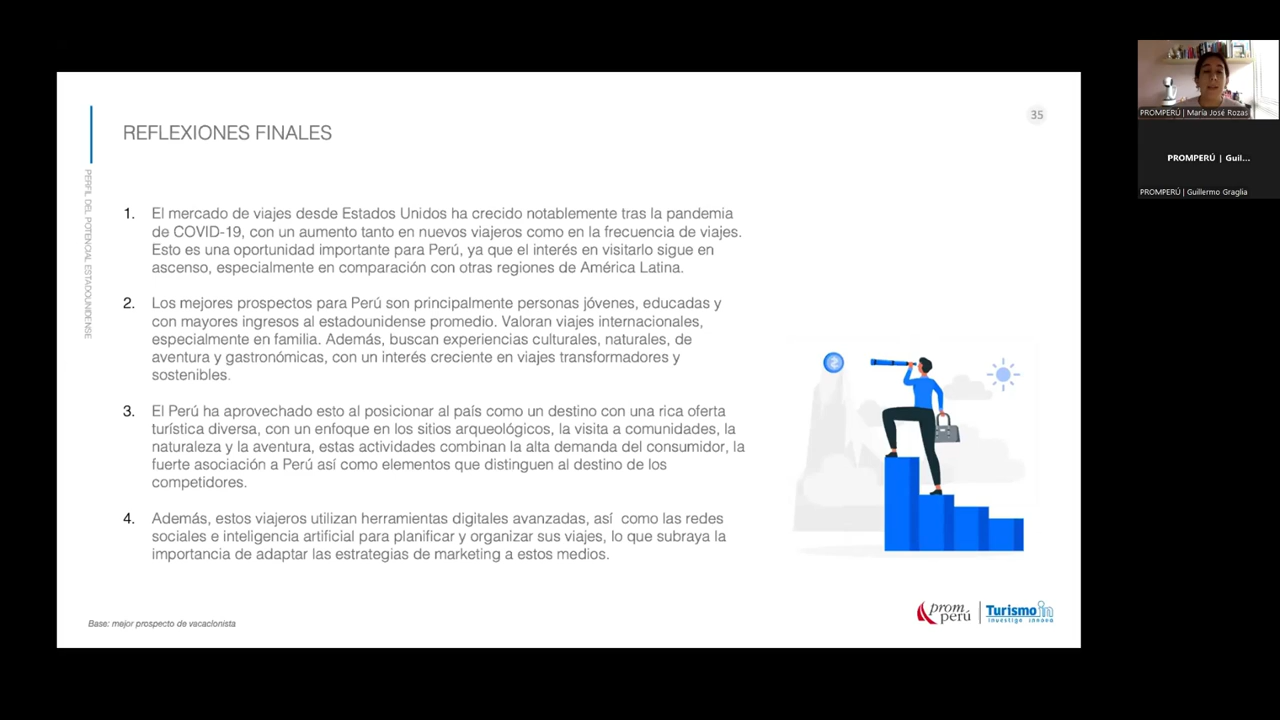 REFLEXIONES FINALES
35
PERFIL DEL POTENCIAL ESTADOUNIDENSE
1. El mercado de viajes desde Estados Unidos ha crecido notablemente tras la pandemia
de COVID-19, con un aumento tanto en nuevos viajeros como en la frecuencia de viajes.
Esto es una oportunidad importante para Perú, ya que el interés en visitarlo sigue en
ascenso, especialmente en comparación con otras regiones de América Latina.
2. Los mejores prospectos para Perú son principalmente personas jóvenes, educadas y
con mayores ingresos al estadounidense promedio. Valoran viajes internacionales,
especialmente en familia. Además, buscan experiencias culturales, naturales, de
aventura y gastronómicas, con un interés creciente en viajes transformadores y
sostenibles.
3. El Perú ha aprovechado esto al posicionar al país como un destino con una rica oferta
turística diversa, con un enfoque en los sitios arqueológicos, la visita a comunidades, la
naturaleza y la aventura, estas actividades combinan la alta demanda del consumidor, la
fuerte asociación a Perú así como elementos que distinguen al destino de los
competidores.
4. Además, estos viajeros utilizan herramientas digitales avanzadas, así como las redes
sociales e inteligencia artificial para planificar y organizar sus viajes, lo que subraya la
importancia de adaptar las estrategias de marketing a estos medios.
Base: mejor prospecto de vacacionista
prom
perú
Turismo in
investiga innova
PROMPERÚ | María José Rozas
PROMPERÚ | Guil...
PROMPERÚ | Guillermo Graglia